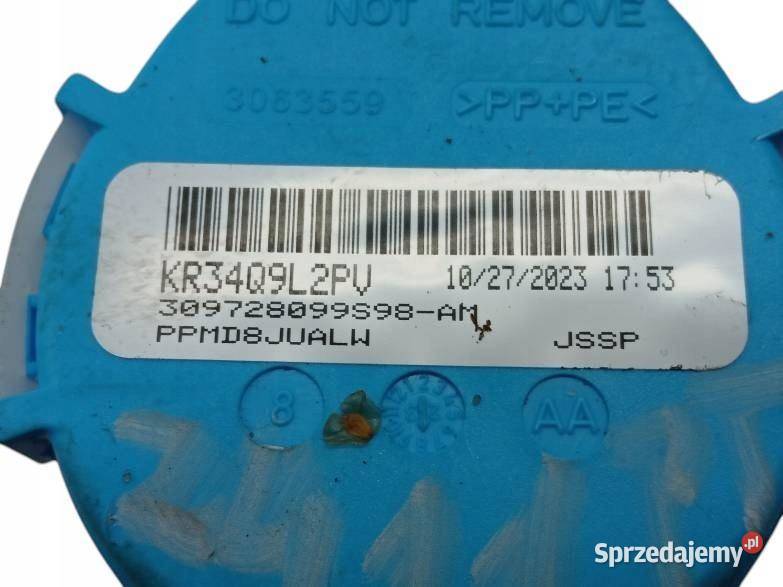 DO NOT REMOVE
3063559 >PP+PE<
KR34Q9L2PV 10/27/2023 17:53
309728099S98-AM
PPMD8JUALW JSSP
8 AA
Sprzedajemy.pl